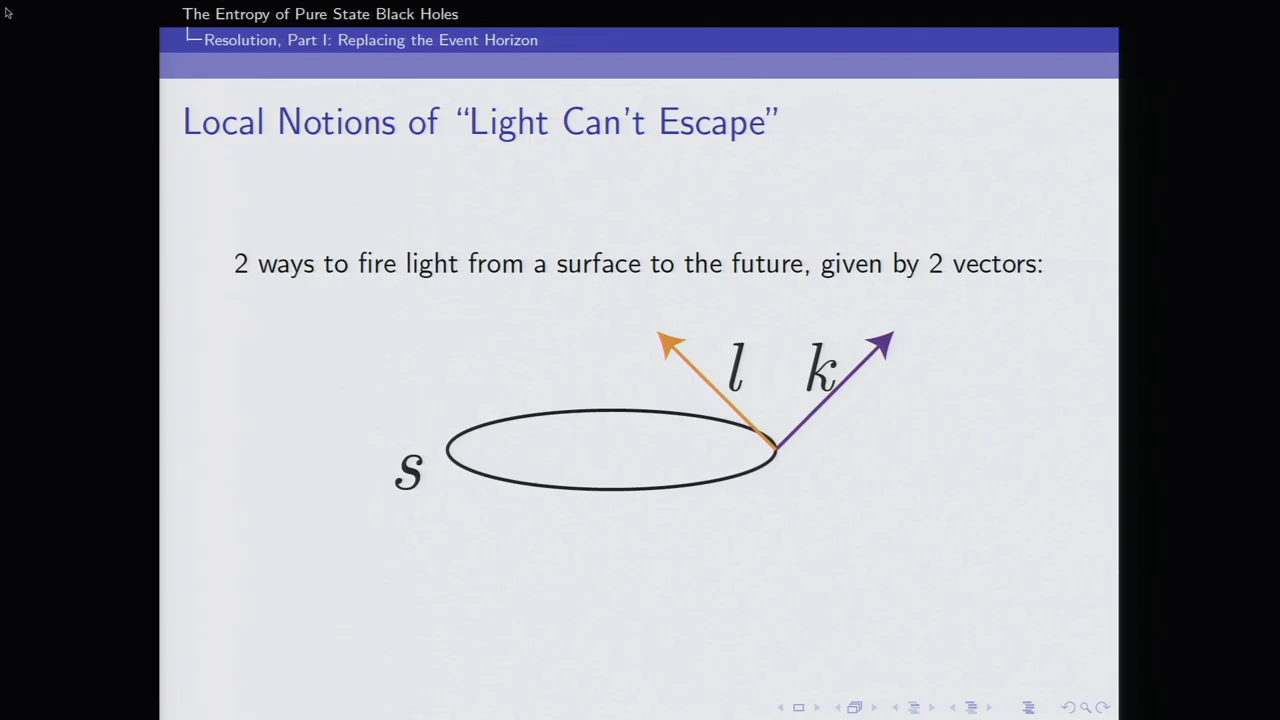 The Entropy of Pure State Black Holes
Resolution, Part I: Replacing the Event Horizon
Local Notions of “Light Can’t Escape”
2 ways to fire light from a surface to the future, given by 2 vectors:
l k
s